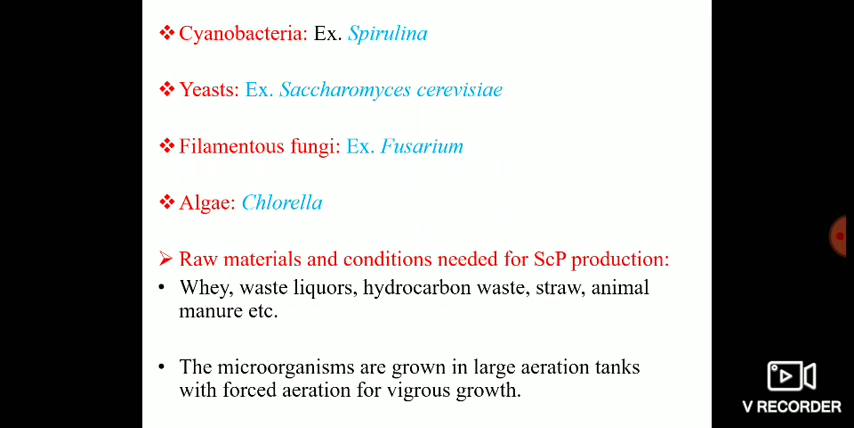 ❖ Cyanobacteria: Ex. Spirulina
❖ Yeasts: Ex. Saccharomyces cerevisiae
❖ Filamentous fungi: Ex. Fusarium
❖ Algae: Chlorella
➢ Raw materials and conditions needed for ScP production:
• Whey, waste liquors, hydrocarbon waste, straw, animal
manure etc.
• The microorganisms are grown in large aeration tanks
with forced aeration for vigrous growth.
V RECORDER